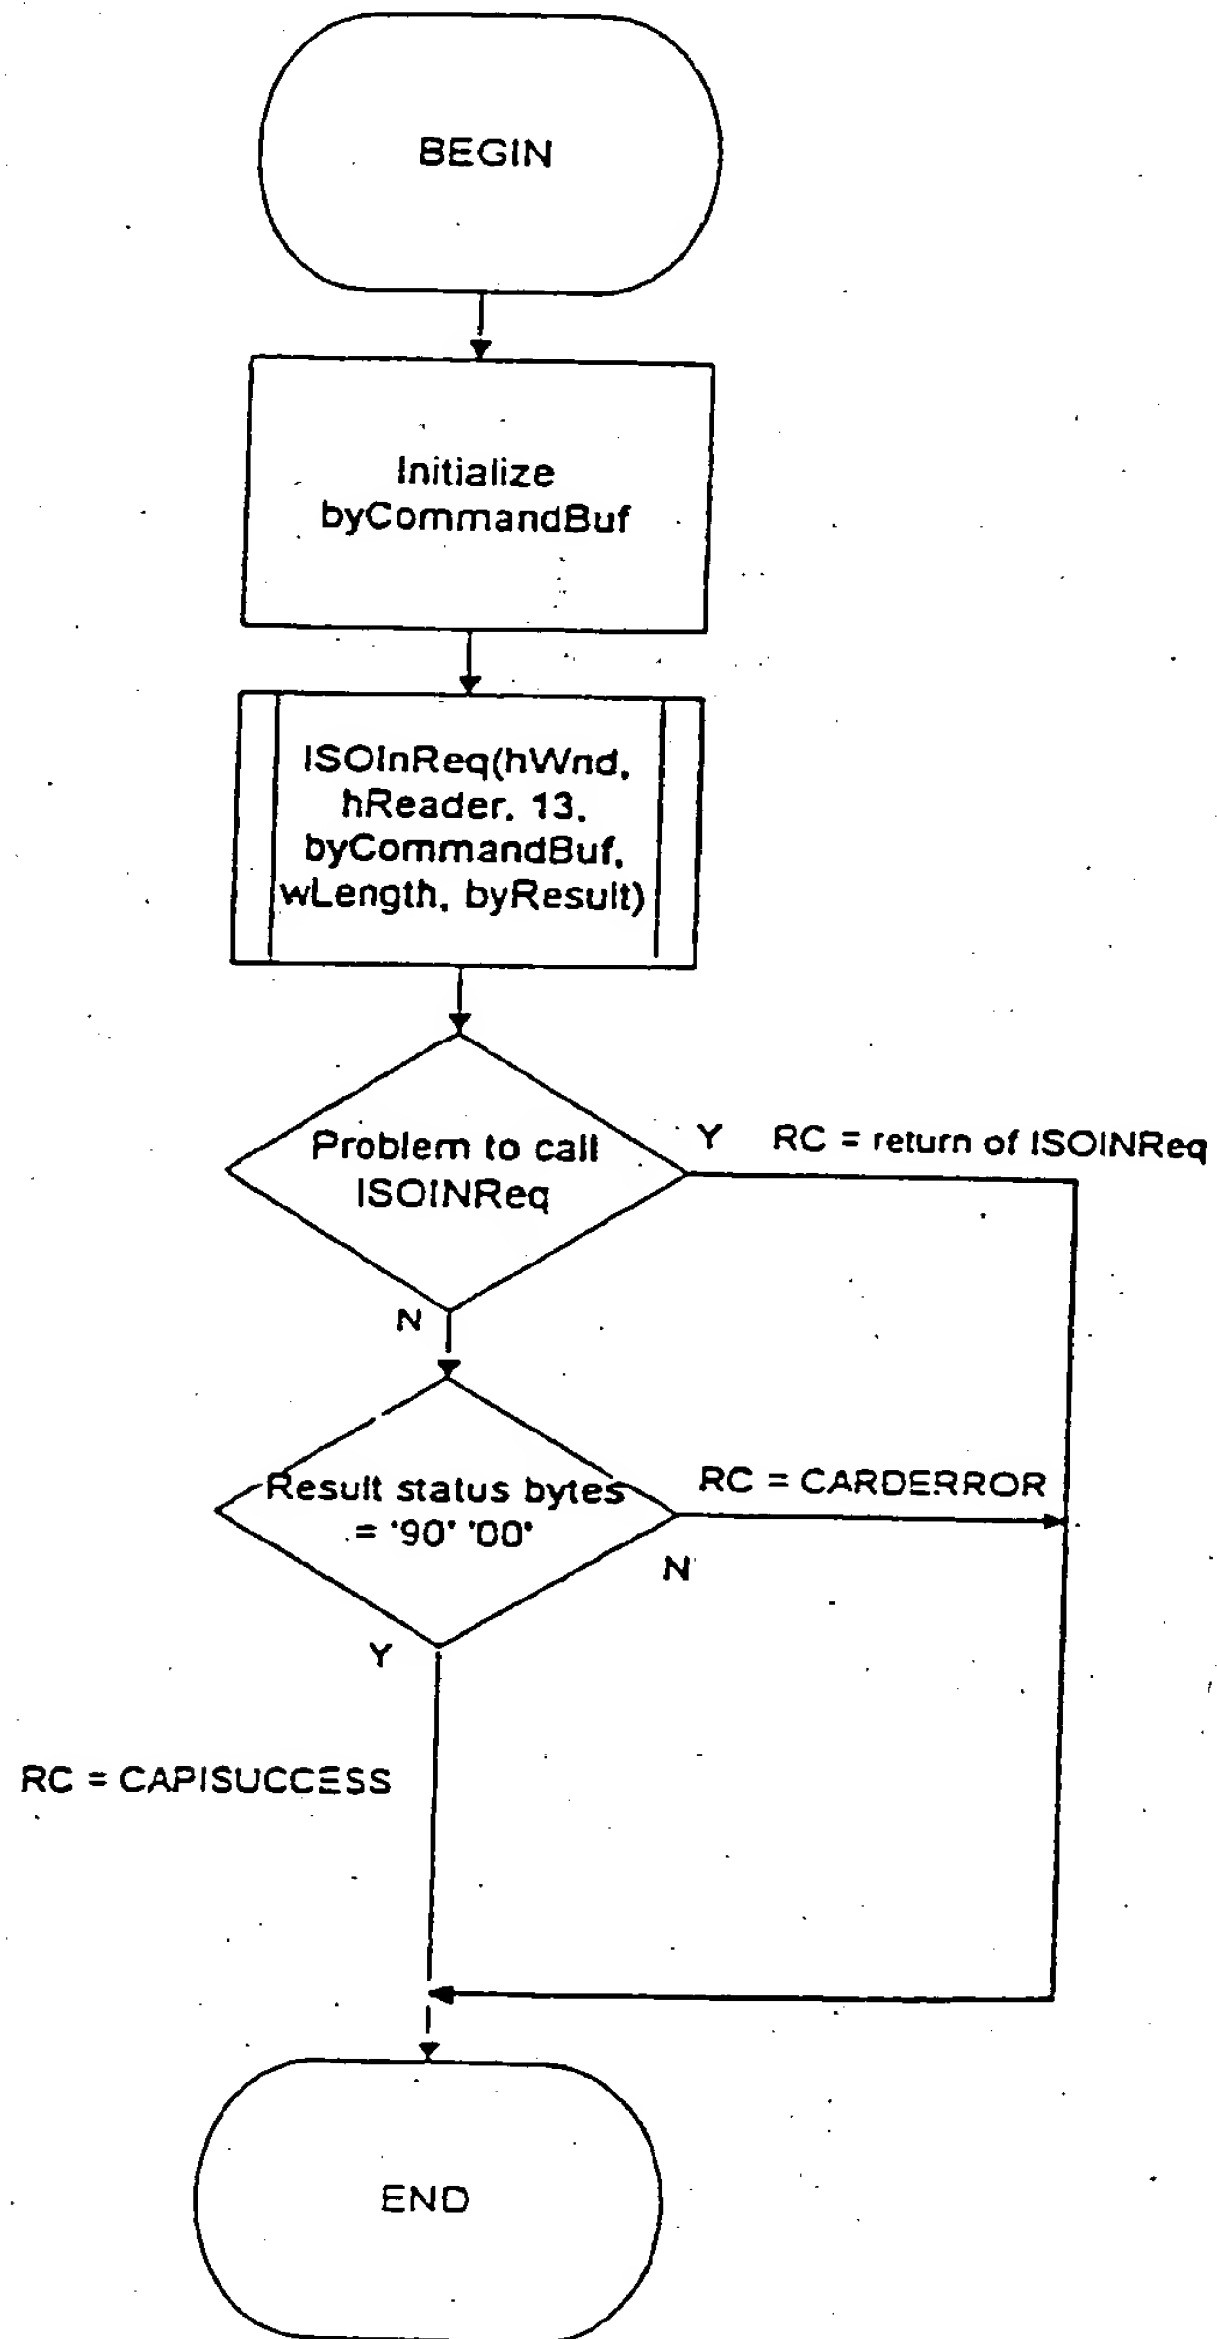 BEGIN
Initialize
byCommandBuf
ISOInReq(hWnd,
hReader, 13,
byCommandBuf,
wLength, byResult)
Problem to call
ISOINReq
Y RC = return of ISOINReq
N
Result status bytes
= '90' '00'
RC = CARDERROR
N
Y
RC = CAPISUCCESS
END